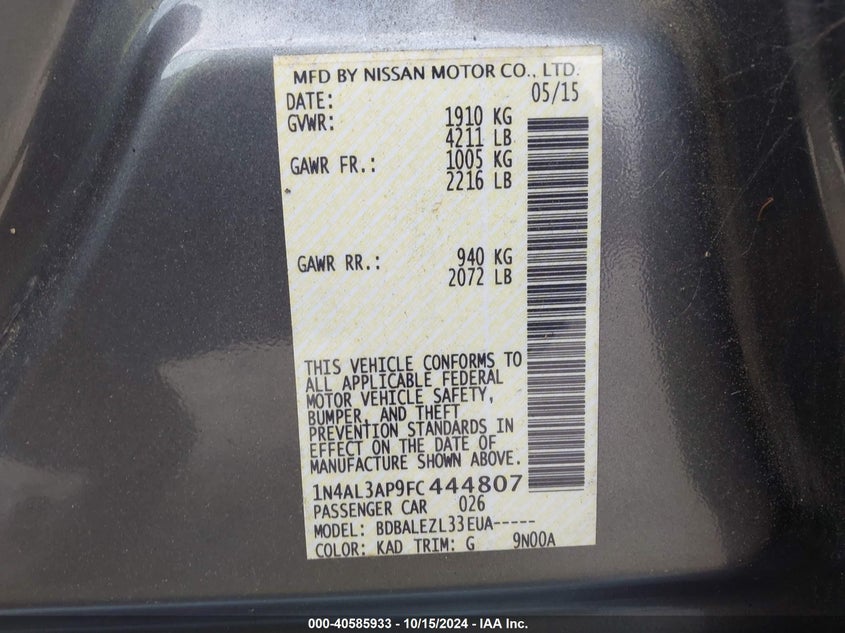 MFD BY NISSAN MOTOR CO., LTD.
DATE: 05/15
GVWR: 1910 KG
4211 LB
GAWR FR.: 1005 KG
2216 LB
GAWR RR.: 940 KG
2072 LB
THIS VEHICLE CONFORMS TO
ALL APPLICABLE FEDERAL
MOTOR VEHICLE SAFETY,
BUMPER, AND THEFT
PREVENTION STANDARDS IN
EFFECT ON THE DATE OF
MANUFACTURE SHOWN ABOVE.
1N4AL3AP9FC444807
PASSENGER CAR 026
MODEL: BDBALEZL33EUA-----
COLOR: KAD TRIM: G 9N00A
000-40585933 - 10/15/2024 - IAA Inc.